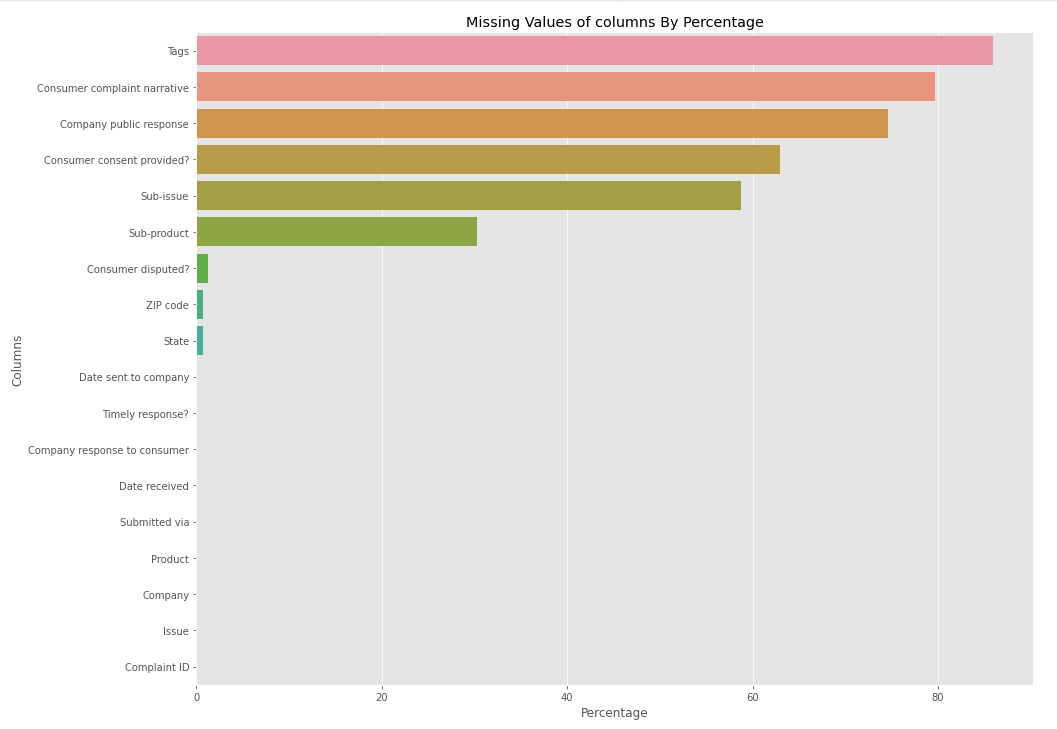 Missing Values of columns By Percentage
Tags
Consumer complaint narrative
Company public response
Consumer consent provided?
Sub-issue
Sub-product
Consumer disputed?
ZIP code
State
Date sent to company
Timely response?
Company response to consumer
Date received
Submitted via
Product
Company
Issue
Complaint ID
Columns
0 20 40 60 80
Percentage